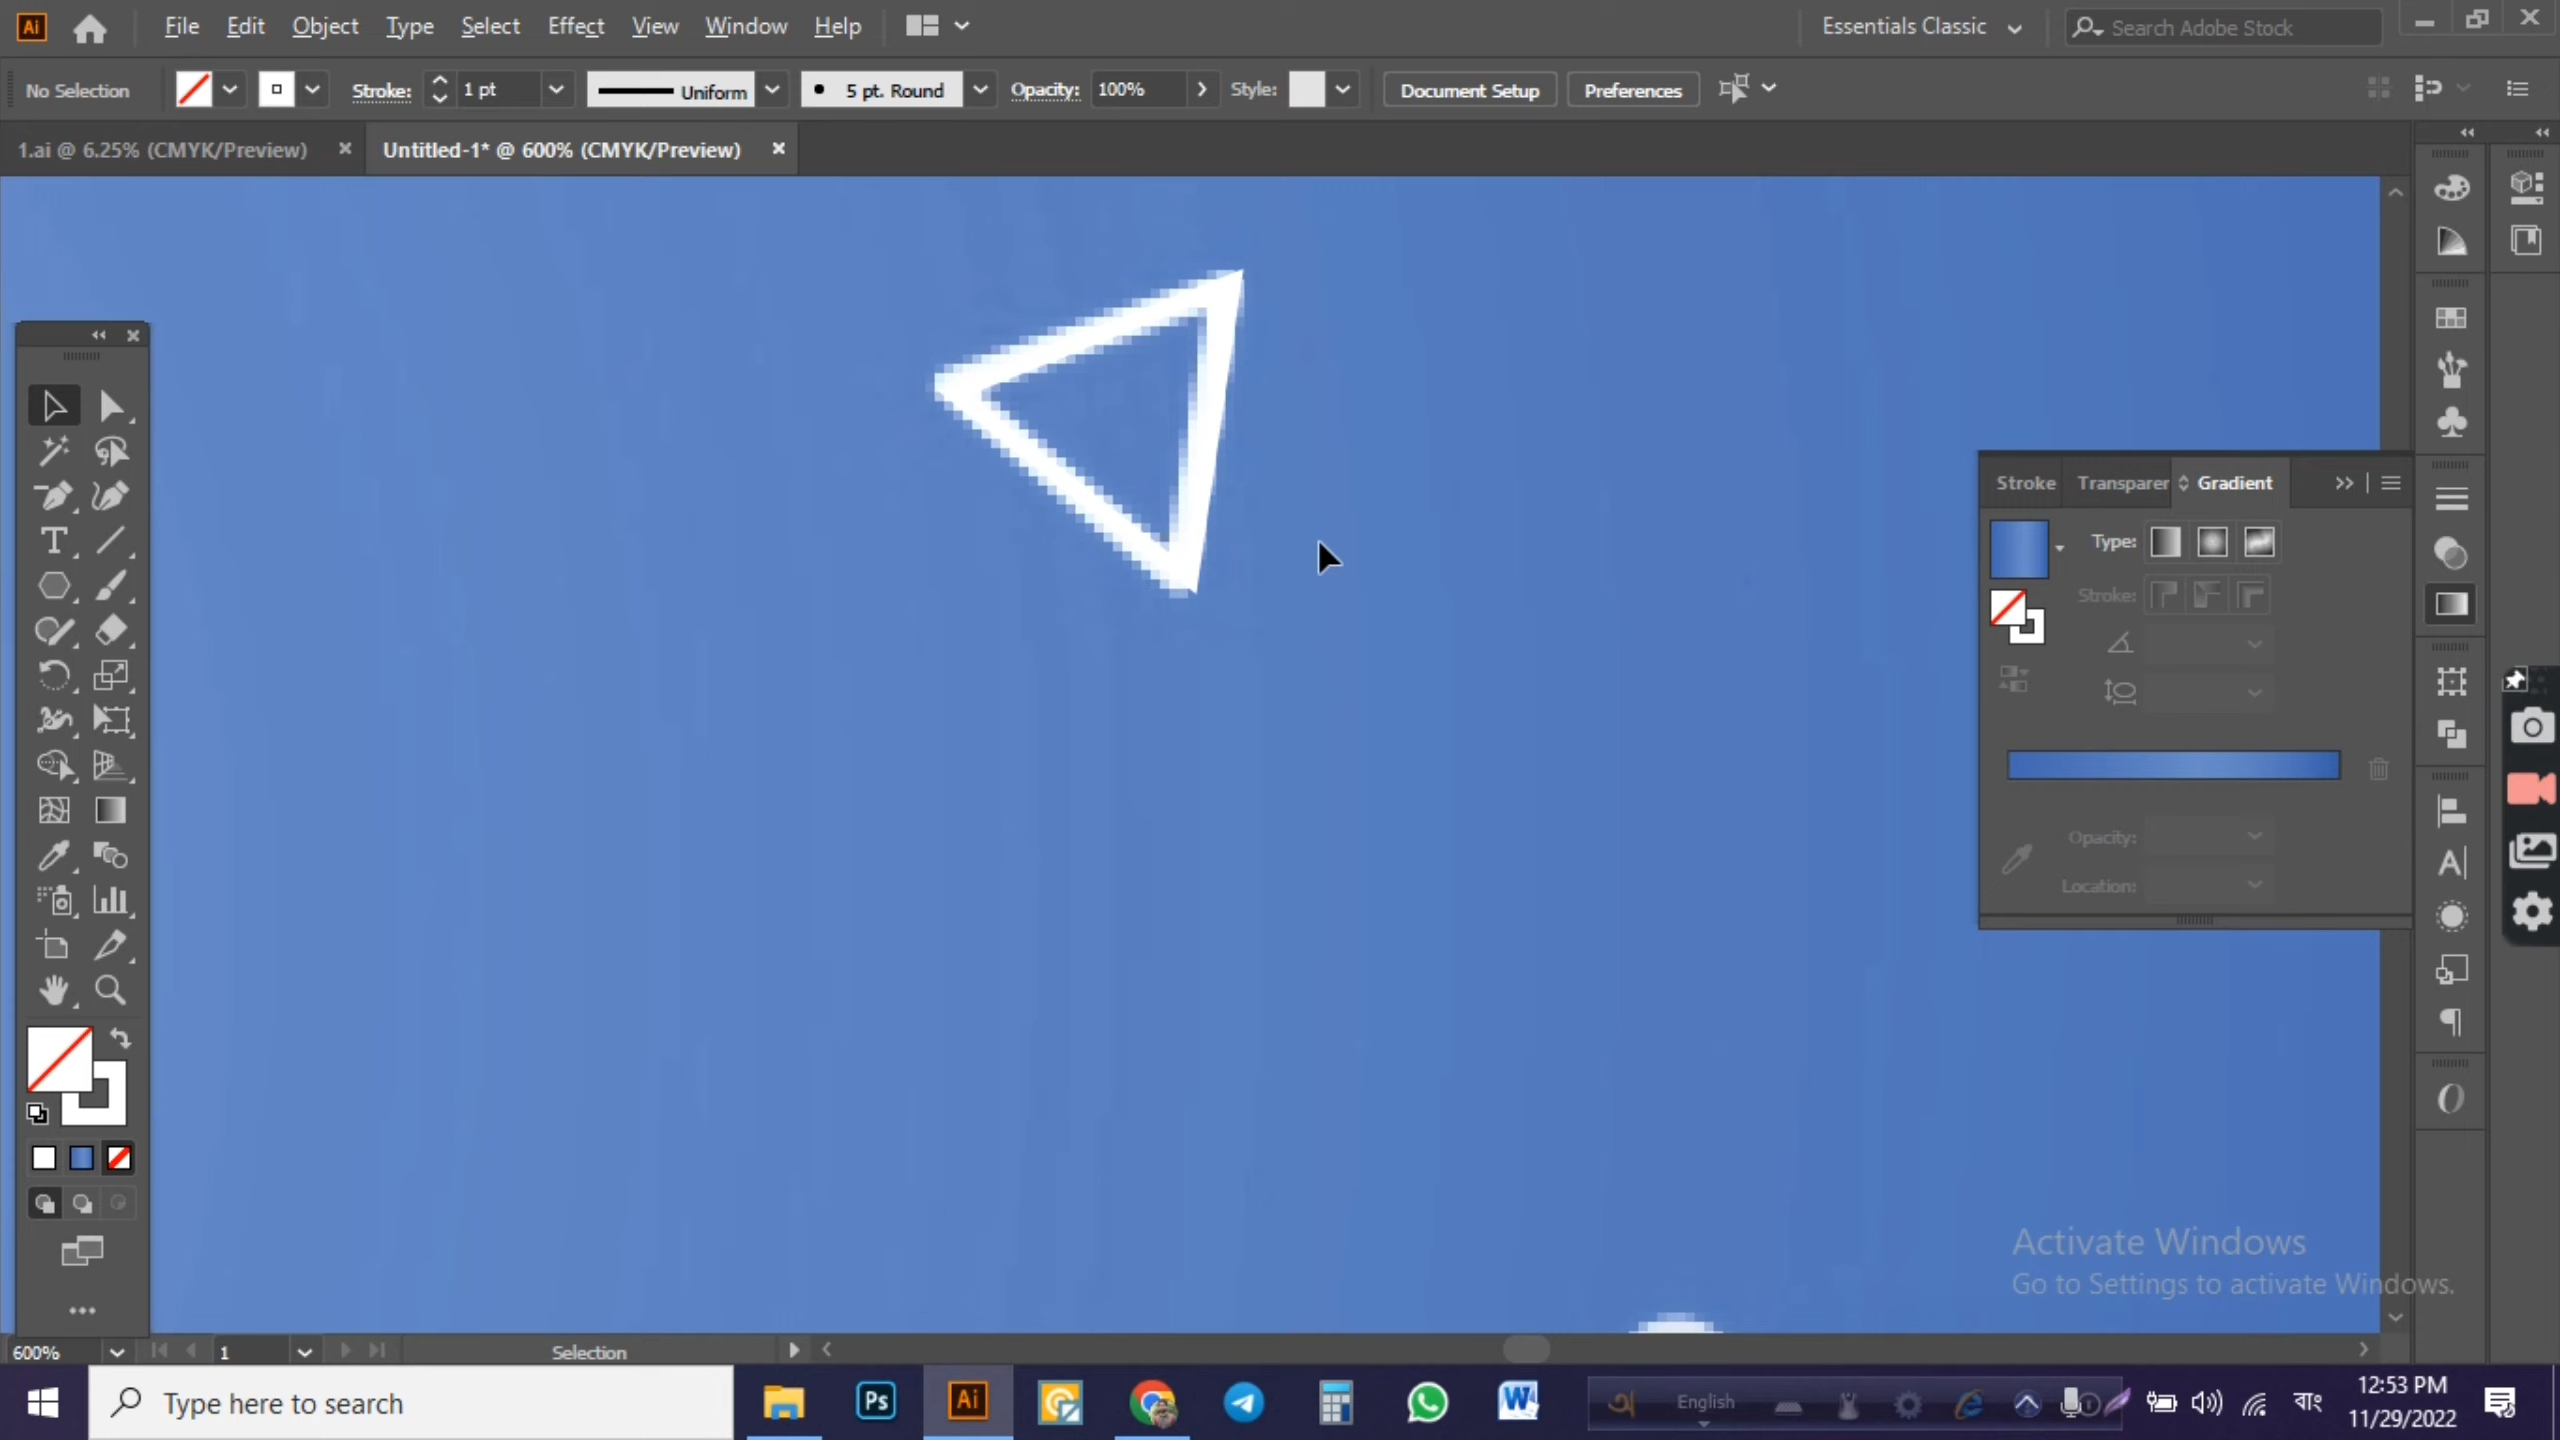 Ai File Edit Object Type Select Effect View Window Help Essentials Classic Search Adobe Stock
No Selection Stroke: 1 pt Uniform 5 pt. Round Opacity: 100% Style: Document Setup Preferences
1.ai @ 6.25% (CMYK/Preview) Untitled-1* @ 600% (CMYK/Preview)
Stroke Transparer Gradient
Type:
Stroke:
Opacity:
Location:
Activate Windows
Go to Settings to activate Windows.
600% 1 Selection
Type here to search Ps Ai অ English বাং 12:53 PM
11/29/2022